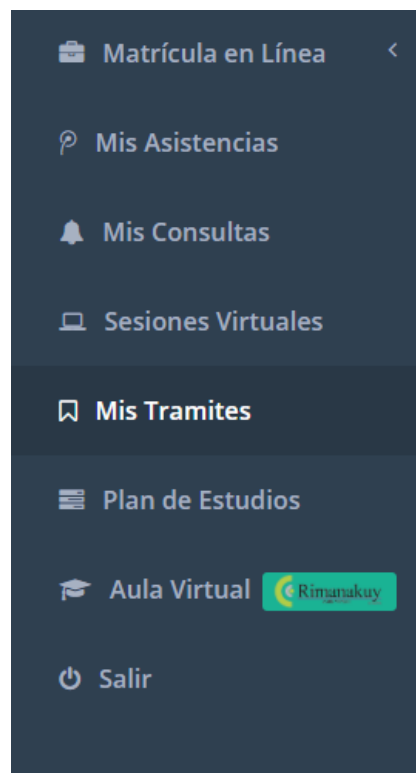 Matrícula en Línea
Mis Asistencias
Mis Consultas
Sesiones Virtuales
Mis Tramites
Plan de Estudios
Aula Virtual Rimanakuy
Salir